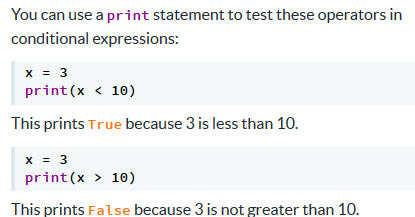 You can use a print statement to test these operators in
conditional expressions:
x = 3
print(x < 10)
This prints True because 3 is less than 10.
x = 3
print(x > 10)
This prints False because 3 is not greater than 10.